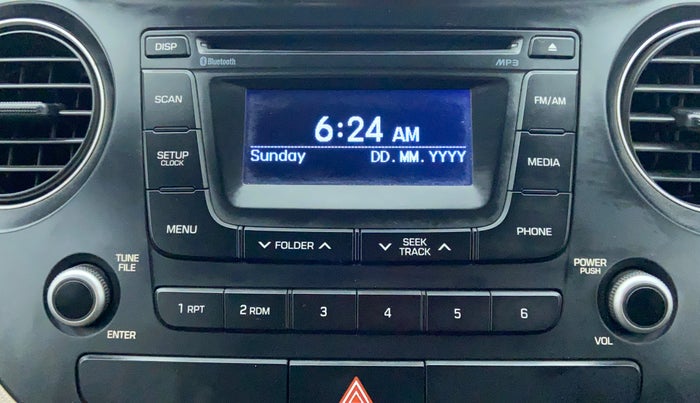 DISP
Bluetooth
MP3
SCAN
FM/AM
6:24 AM
Sunday DD.MM.YYYY
SETUP
CLOCK
MEDIA
MENU
FOLDER
SEEK
TRACK
PHONE
TUNE
FILE
POWER
PUSH
1 RPT
2 RDM
3
4
5
6
ENTER
VOL